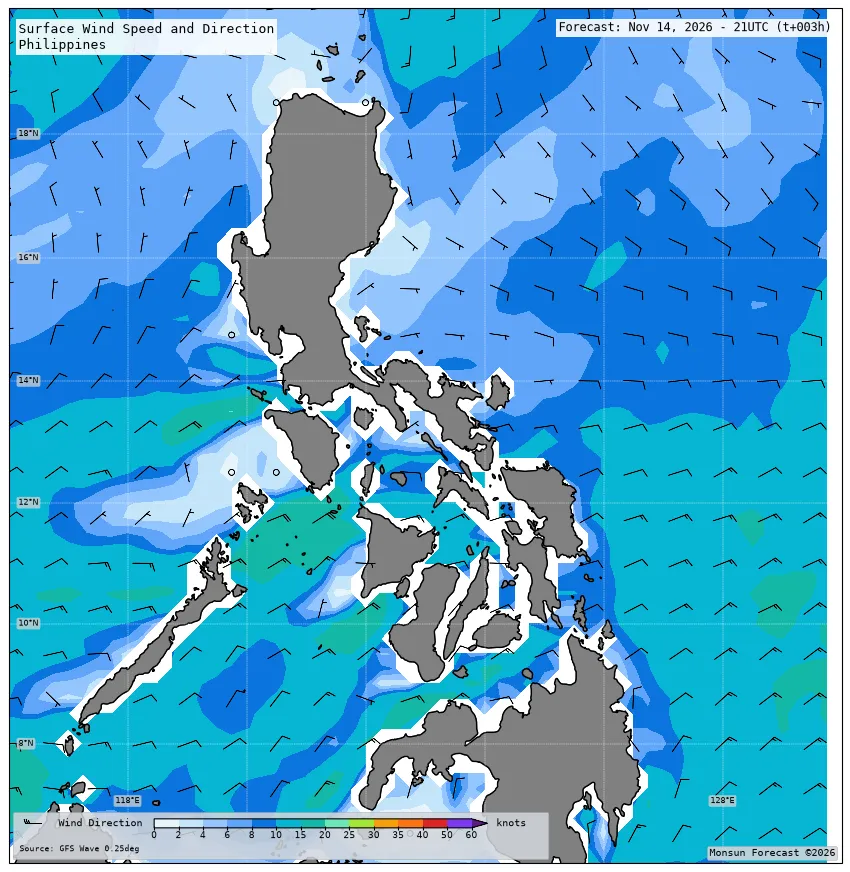 Surface Wind Speed and Direction
Philippines
Forecast: Nov 14, 2026 - 21UTC (t+003h)
18°N
16°N
14°N
12°N
10°N
8°N
118°E
128°E
Wind Direction
knots
0 2 4 6 8 10 15 20 25 30 35 40 50 60
Source: GFS Wave 0.25deg
Monsun Forecast ©2026